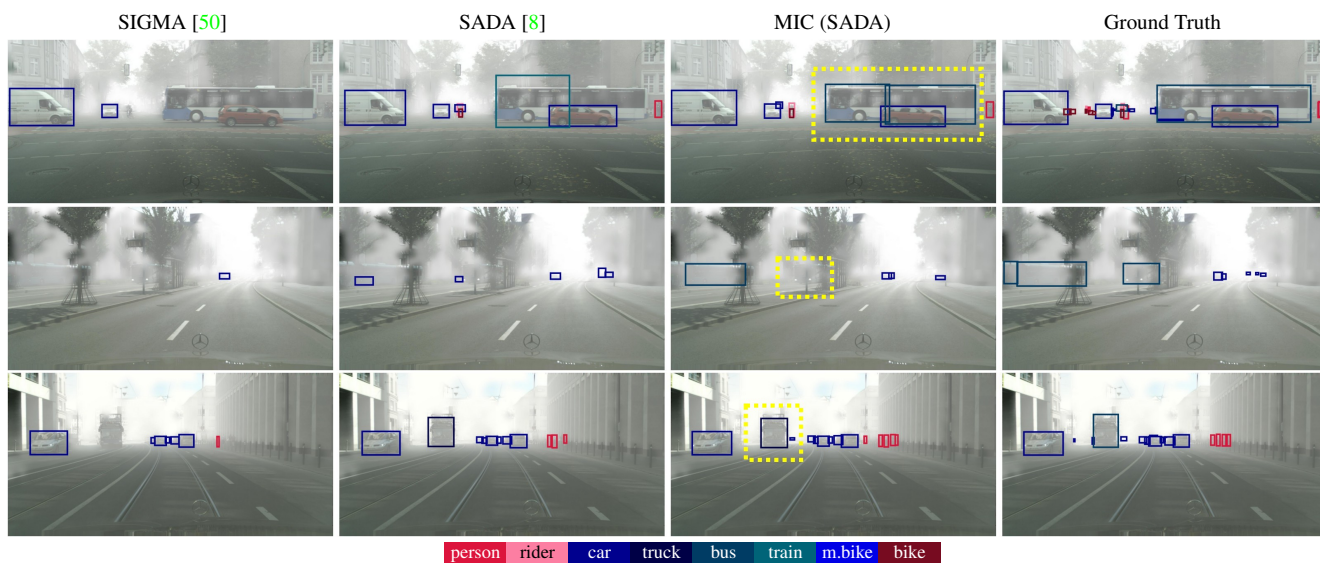 SIGMA [50] SADA [8] MIC (SADA) Ground Truth
person rider car truck bus train m.bike bike